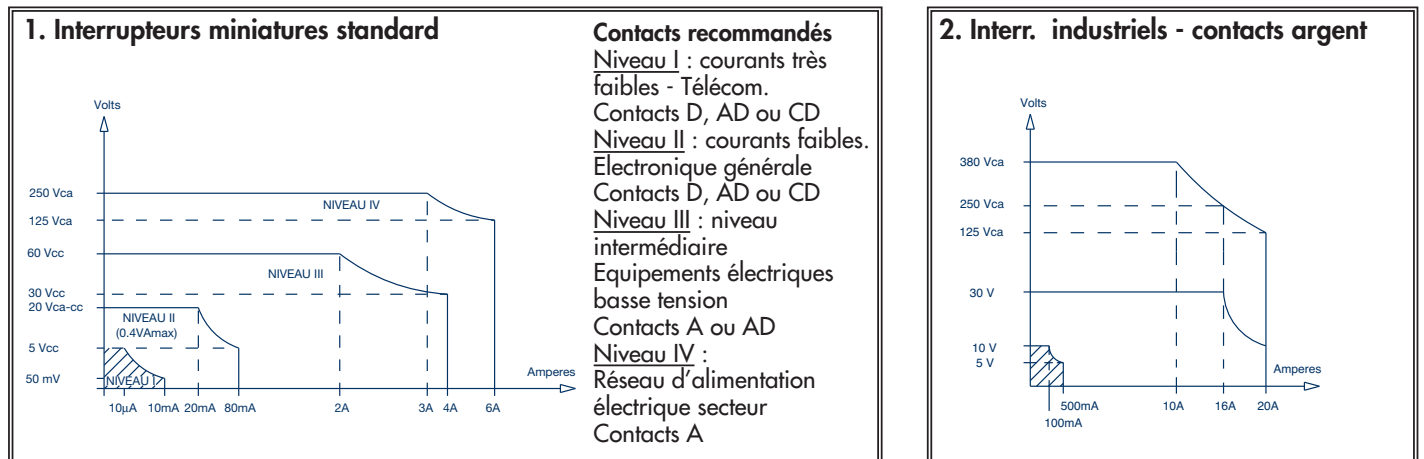 1. Interrupteurs miniatures standard
Volts
250 Vca
125 Vca
60 Vcc
30 Vcc
20 Vca-cc
5 Vcc
50 mV
NIVEAU IV
NIVEAU III
NIVEAU II
(0.4VAmax)
NIVEAU I
Amperes
10µA 10mA 20mA 80mA 2A 3A 4A 6A
Contacts recommandés
Niveau I : courants très
faibles - Télécom.
Contacts D, AD ou CD
Niveau II : courants faibles.
Electronique générale
Contacts D, AD ou CD
Niveau III : niveau
intermédiaire
Equipements électriques
basse tension
Contacts A ou AD
Niveau IV :
Réseau d’alimentation
électrique secteur
Contacts A
2. Interr. industriels - contacts argent
Volts
380 Vca
250 Vca
125 Vca
30 V
10 V
5 V
Amperes
500mA 10A 16A 20A
100mA